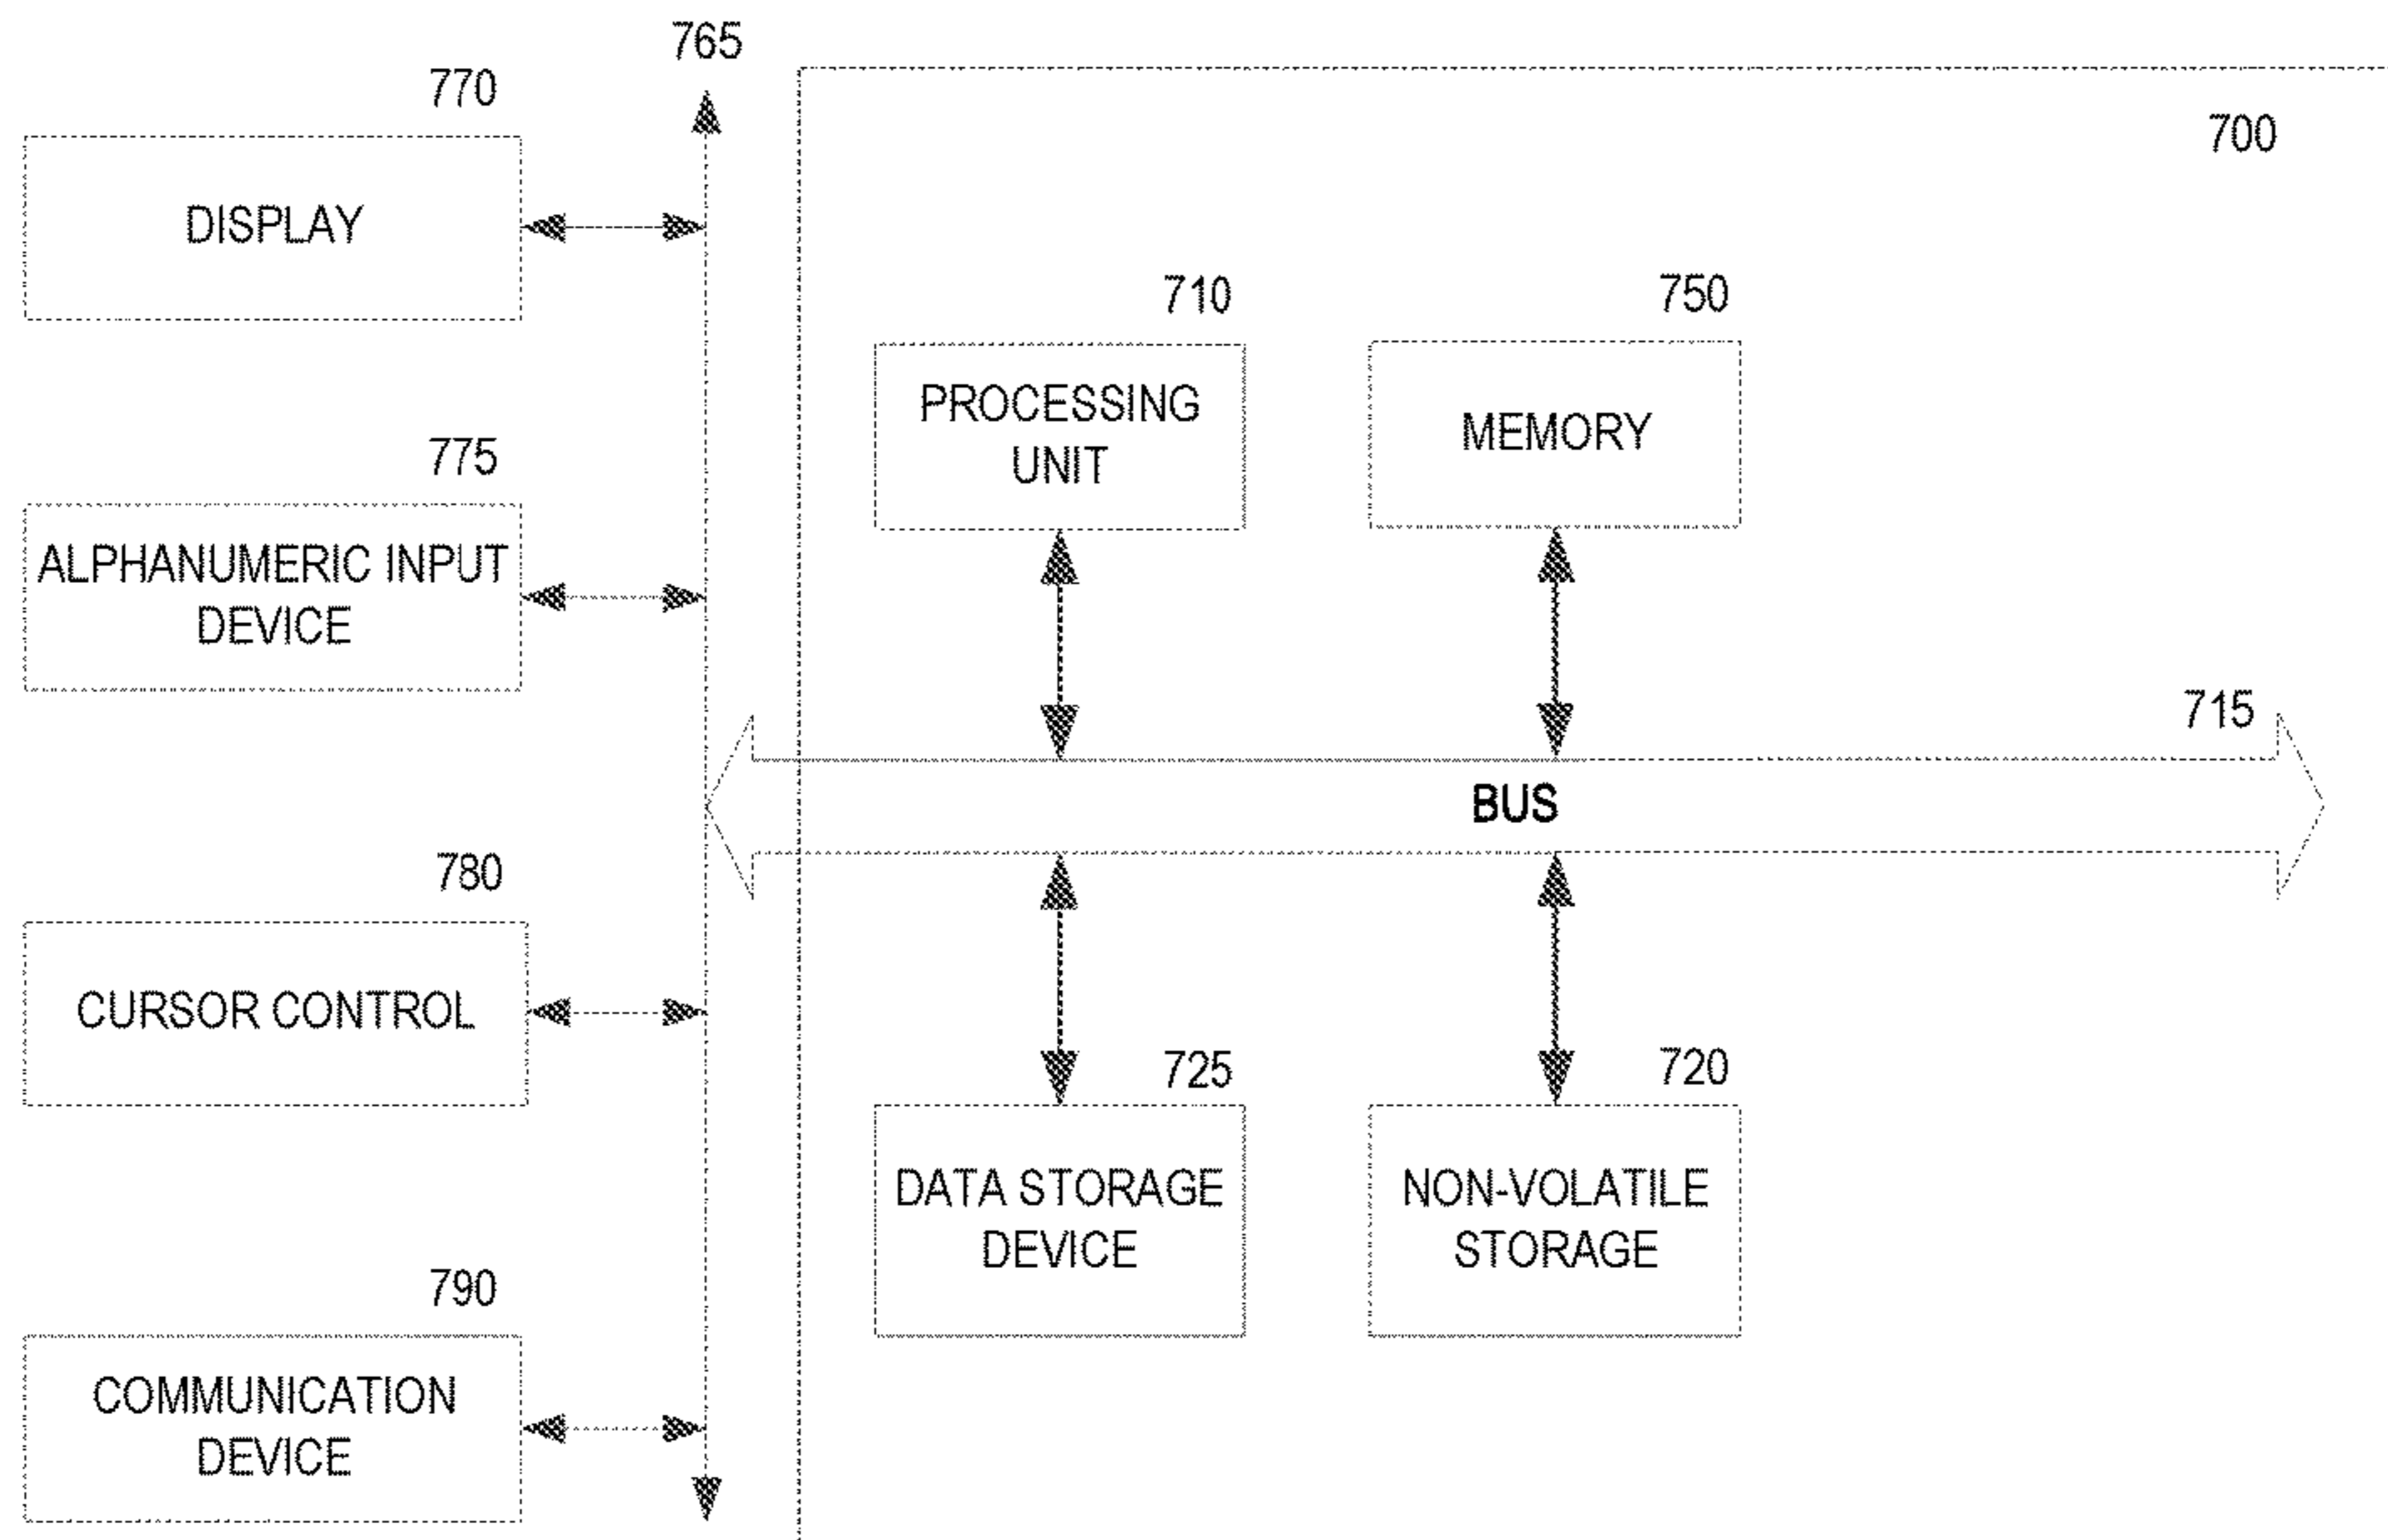 765
770
700
DISPLAY
710
750
PROCESSING
UNIT
MEMORY
775
ALPHANUMERIC INPUT
DEVICE
715
BUS
780
CURSOR CONTROL
725
720
DATA STORAGE
DEVICE
NON-VOLATILE
STORAGE
790
COMMUNICATION
DEVICE